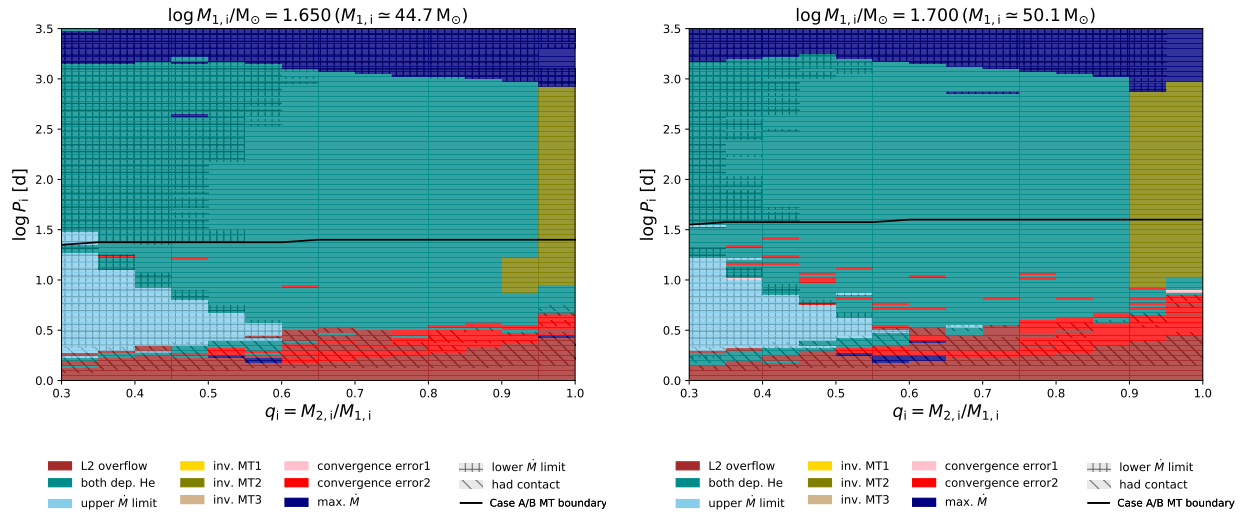 log M1,i/M⊙ = 1.650 (M1,i ≃ 44.7 M⊙)
3.5
3.0
2.5
2.0
1.5
1.0
0.5
0.0
log Pi [d]
0.3 0.4 0.5 0.6 0.7 0.8 0.9 1.0
qi = M2,i/M1,i
L2 overflow inv. MT1 convergence error1 lower Ṁ limit
both dep. He inv. MT2 convergence error2 had contact
upper Ṁ limit inv. MT3 max. Ṁ Case A/B MT boundary
log M1,i/M⊙ = 1.700 (M1,i ≃ 50.1 M⊙)
3.5
3.0
2.5
2.0
1.5
1.0
0.5
0.0
log Pi [d]
0.3 0.4 0.5 0.6 0.7 0.8 0.9 1.0
qi = M2,i/M1,i
L2 overflow inv. MT1 convergence error1 lower Ṁ limit
both dep. He inv. MT2 convergence error2 had contact
upper Ṁ limit inv. MT3 max. Ṁ Case A/B MT boundary